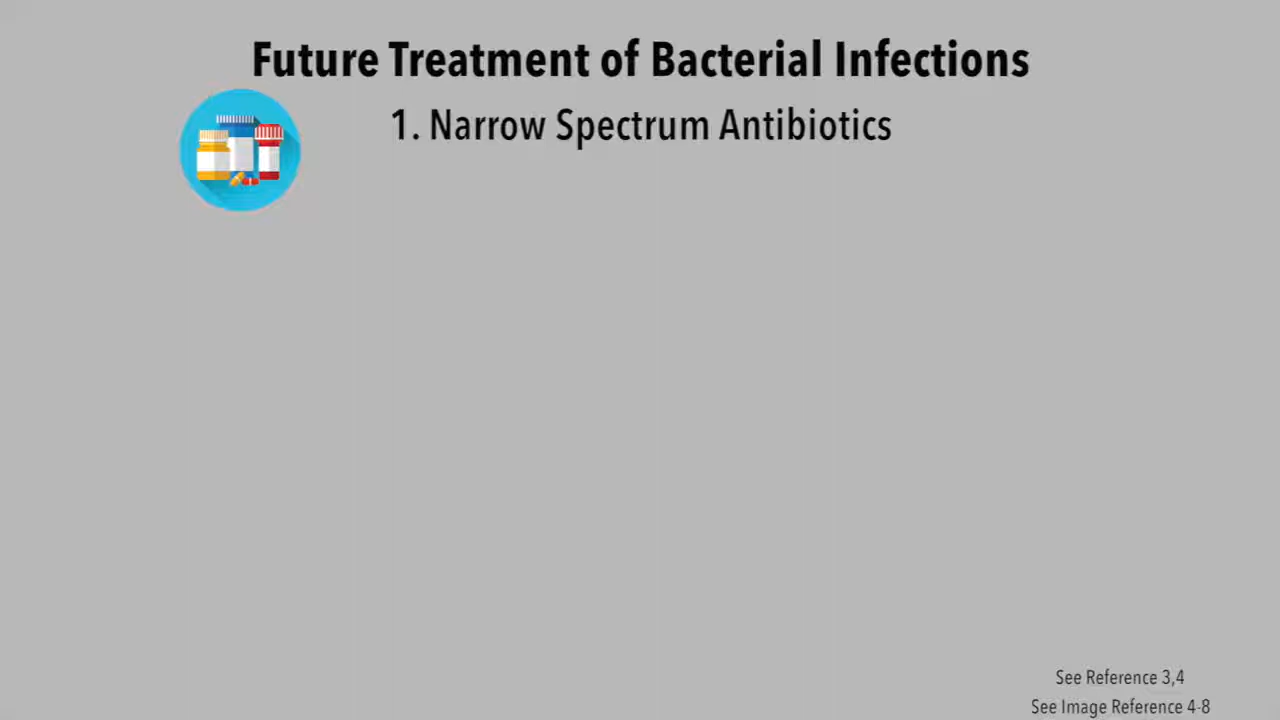 Future Treatment of Bacterial Infections
1. Narrow Spectrum Antibiotics
See Reference 3,4
See Image Reference 4-8